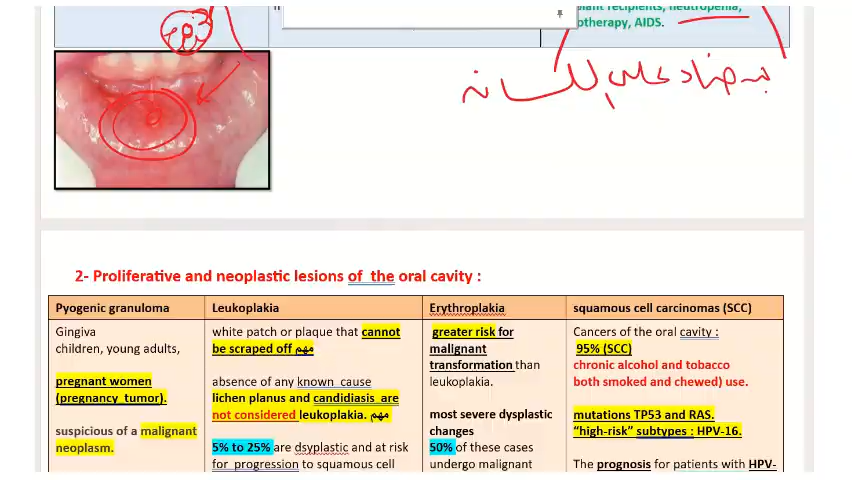 plant recipients, neutropenia,
otherapy, AIDS.
2- Proliferative and neoplastic lesions of the oral cavity :
Pyogenic granuloma
Gingiva
children, young adults,
pregnant women
(pregnancy tumor).
suspicious of a malignant
neoplasm.
Leukoplakia
white patch or plaque that cannot
be scraped off مهم
absence of any known cause
lichen planus and candidiasis are
not considered leukoplakia. مهم
5% to 25% are dsyplastic and at risk
for progression to squamous cell
Erythroplakia
greater risk for
malignant
transformation than
leukoplakia.
most severe dysplastic
changes
50% of these cases
undergo malignant
squamous cell carcinomas (SCC)
Cancers of the oral cavity :
95% (SCC)
chronic alcohol and tobacco
both smoked and chewed) use.
mutations TP53 and RAS.
“high-risk” subtypes : HPV-16.
The prognosis for patients with HPV-